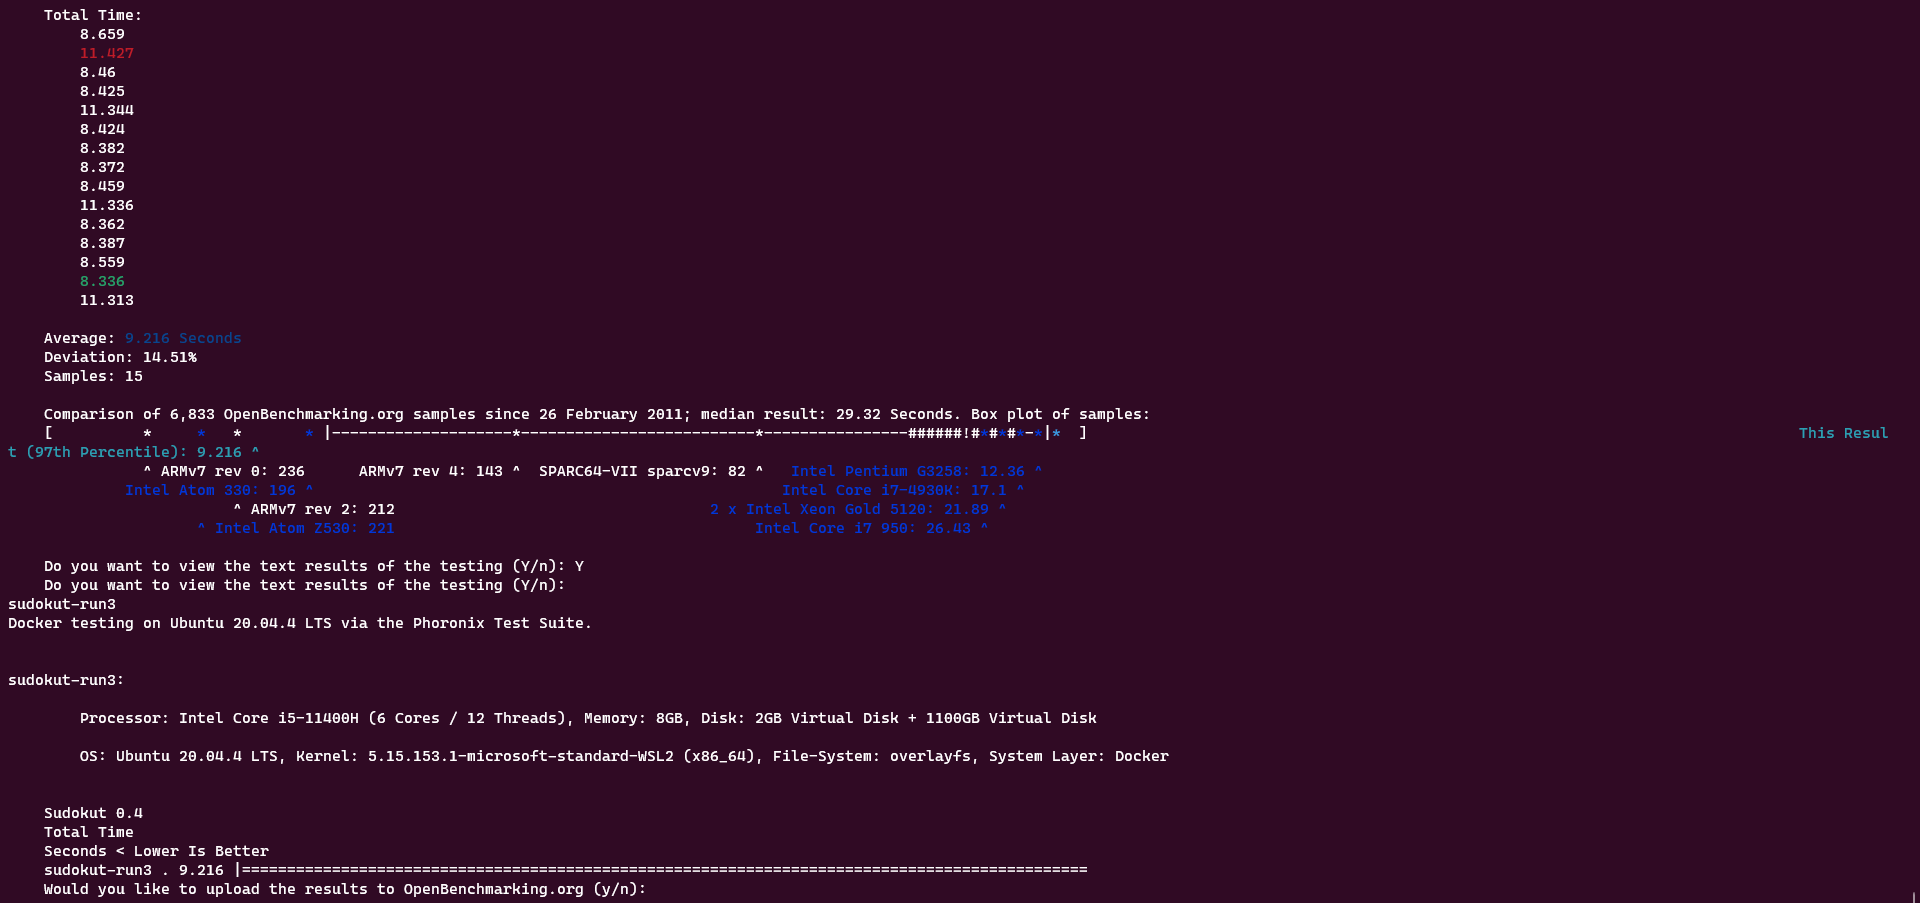 Total Time:
8.659
11.427
8.46
8.425
11.344
8.424
8.382
8.372
8.459
11.336
8.362
8.387
8.559
8.336
11.313
Average: 9.216 Seconds
Deviation: 14.51%
Samples: 15
Comparison of 6,833 OpenBenchmarking.org samples since 26 February 2011; median result: 29.32 Seconds. Box plot of samples:
[          *     *   *       * |--------------------*--------------------------*----------------######!#*#*#*-*|*  ]                                                                               This Resul
t (97th Percentile): 9.216 ^
^ ARMv7 rev 0: 236      ARMv7 rev 4: 143 ^  SPARC64-VII sparcv9: 82 ^   Intel Pentium G3258: 12.36 ^
Intel Atom 330: 196 ^                                                    Intel Core i7-4930K: 17.1 ^
^ ARMv7 rev 2: 212                                   2 x Intel Xeon Gold 5120: 21.89 ^
^ Intel Atom Z530: 221                                        Intel Core i7 950: 26.43 ^
Do you want to view the text results of the testing (Y/n): Y
Do you want to view the text results of the testing (Y/n):
sudokut-run3
Docker testing on Ubuntu 20.04.4 LTS via the Phoronix Test Suite.
sudokut-run3:
Processor: Intel Core i5-11400H (6 Cores / 12 Threads), Memory: 8GB, Disk: 2GB Virtual Disk + 1100GB Virtual Disk
OS: Ubuntu 20.04.4 LTS, Kernel: 5.15.153.1-microsoft-standard-WSL2 (x86_64), File-System: overlayfs, System Layer: Docker
Sudokut 0.4
Total Time
Seconds < Lower Is Better
sudokut-run3 . 9.216 |==============================================================================================
Would you like to upload the results to OpenBenchmarking.org (y/n):